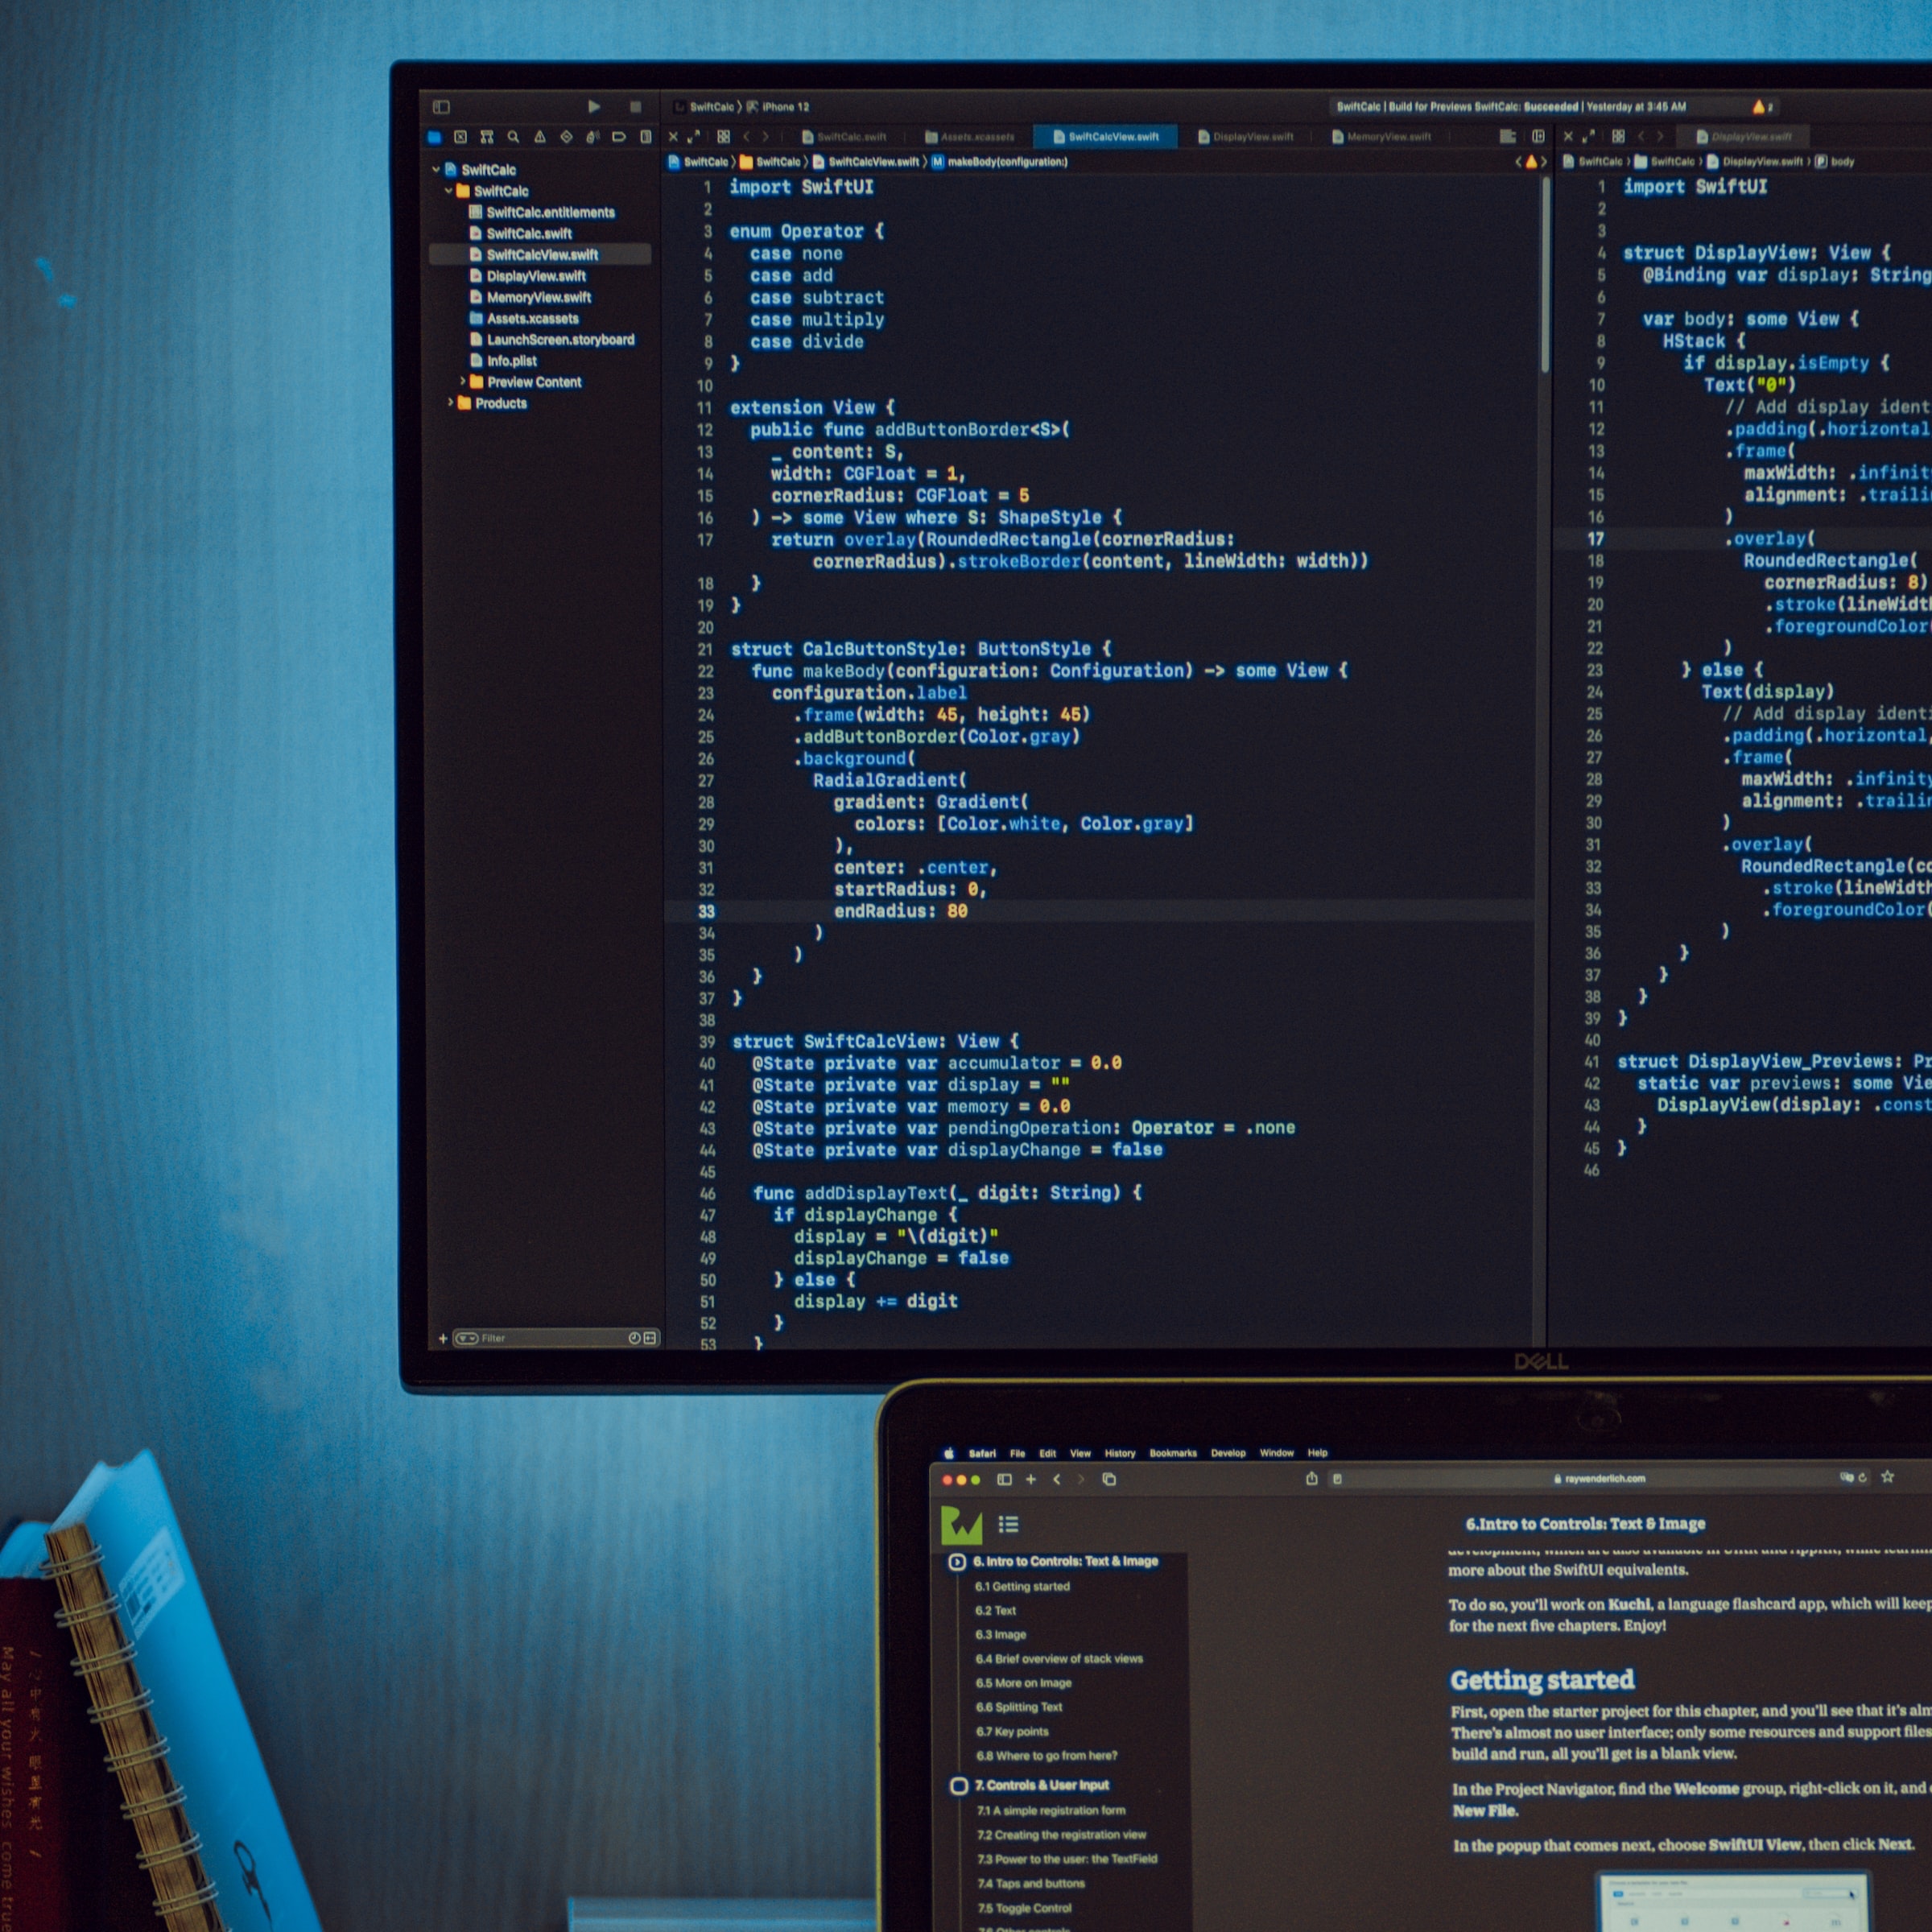 SwiftCalc 〉 iPhone 12
SwiftCalc | Build for Previews SwiftCalc: Succeeded | Yesterday at 3:45 AM
2
SwiftCalc
SwiftCalc
SwiftCalc.entitlements
SwiftCalc.swift
SwiftCalcView.swift
DisplayView.swift
MemoryView.swift
Assets.xcassets
LaunchScreen.storyboard
Info.plist
Preview Content
Products
Filter
SwiftCalc.swift
Assets.xcassets
SwiftCalcView.swift
DisplayView.swift
MemoryView.swift
SwiftCalc 〉 SwiftCalc 〉 SwiftCalcView.swift 〉 M makeBody(configuration:)
1 import SwiftUI
2
3 enum Operator {
4 case none
5 case add
6 case subtract
7 case multiply
8 case divide
9 }
10
11 extension View {
12 public func addButtonBorder<S>(
13 _ content: S,
14 width: CGFloat = 1,
15 cornerRadius: CGFloat = 5
16 ) -> some View where S: ShapeStyle {
17 return overlay(RoundedRectangle(cornerRadius:
cornerRadius).strokeBorder(content, lineWidth: width))
18 }
19 }
20
21 struct CalcButtonStyle: ButtonStyle {
22 func makeBody(configuration: Configuration) -> some View {
23 configuration.label
24 .frame(width: 45, height: 45)
25 .addButtonBorder(Color.gray)
26 .background(
27 RadialGradient(
28 gradient: Gradient(
29 colors: [Color.white, Color.gray]
30 ),
31 center: .center,
32 startRadius: 0,
33 endRadius: 80
34 )
35 )
36 }
37 }
38
39 struct SwiftCalcView: View {
40 @State private var accumulator = 0.0
41 @State private var display = ""
42 @State private var memory = 0.0
43 @State private var pendingOperation: Operator = .none
44 @State private var displayChange = false
45
46 func addDisplayText(_ digit: String) {
47 if displayChange {
48 display = "\(digit)"
49 displayChange = false
50 } else {
51 display += digit
52 }
53 }
DisplayView.swift
SwiftCalc 〉 SwiftCalc 〉 DisplayView.swift 〉 P body
1 import SwiftUI
2
3
4 struct DisplayView: View {
5 @Binding var display: String
6
7 var body: some View {
8 HStack {
9 if display.isEmpty {
10 Text("0")
11 // Add display ident
12 .padding(.horizontal
13 .frame(
14 maxWidth: .infinit
15 alignment: .traili
16 )
17 .overlay(
18 RoundedRectangle(
19 cornerRadius: 8)
20 .stroke(lineWidt
21 .foregroundColor
22 )
23 } else {
24 Text(display)
25 // Add display identi
26 .padding(.horizontal,
27 .frame(
28 maxWidth: .infinity
29 alignment: .trailin
30 )
31 .overlay(
32 RoundedRectangle(co
33 .stroke(lineWidth
34 .foregroundColor(
35 )
36 }
37 }
38 }
39 }
40
41 struct DisplayView_Previews: Pr
42 static var previews: some Vie
43 DisplayView(display: .const
44 }
45 }
46
DELL
Safari File Edit View History Bookmarks Develop Window Help
raywenderlich.com
6.Intro to Controls: Text & Image
6. Intro to Controls: Text & Image
6.1 Getting started
6.2 Text
6.3 Image
6.4 Brief overview of stack views
6.5 More on Image
6.6 Splitting Text
6.7 Key points
6.8 Where to go from here?
7. Controls & User Input
7.1 A simple registration form
7.2 Creating the registration view
7.3 Power to the user: the TextField
7.4 Taps and buttons
7.5 Toggle Control
more about the SwiftUI equivalents.
To do so, you'll work on Kuchi, a language flashcard app, which will keep
for the next five chapters. Enjoy!
Getting started
First, open the starter project for this chapter, and you'll see that it's alm
There's almost no user interface; only some resources and support files
build and run, all you'll get is a blank view.
In the Project Navigator, find the Welcome group, right-click on it, and
New File.
In the popup that comes next, choose SwiftUI View, then click Next.
May all your wishes come true